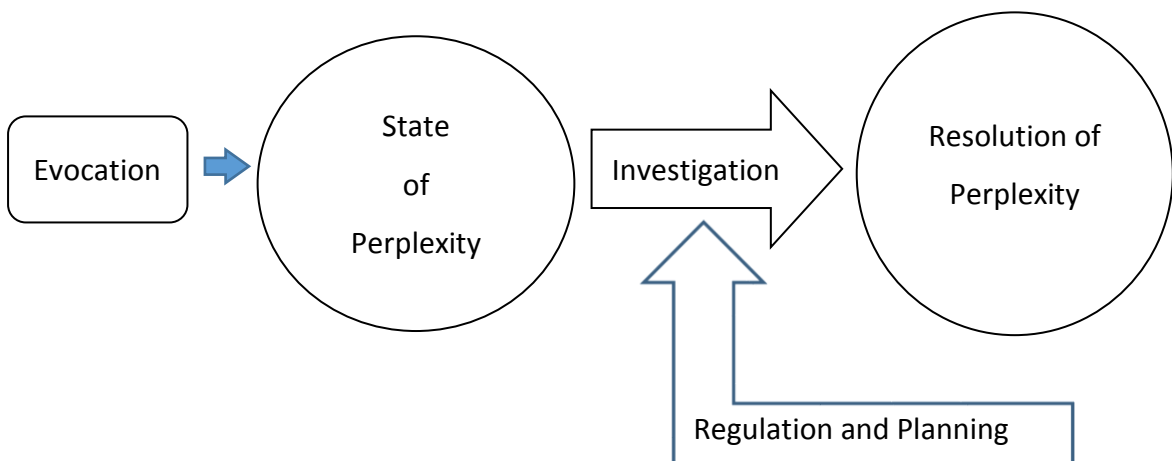 Evocation
State
of
Perplexity
Investigation
Resolution of
Perplexity
Regulation and Planning